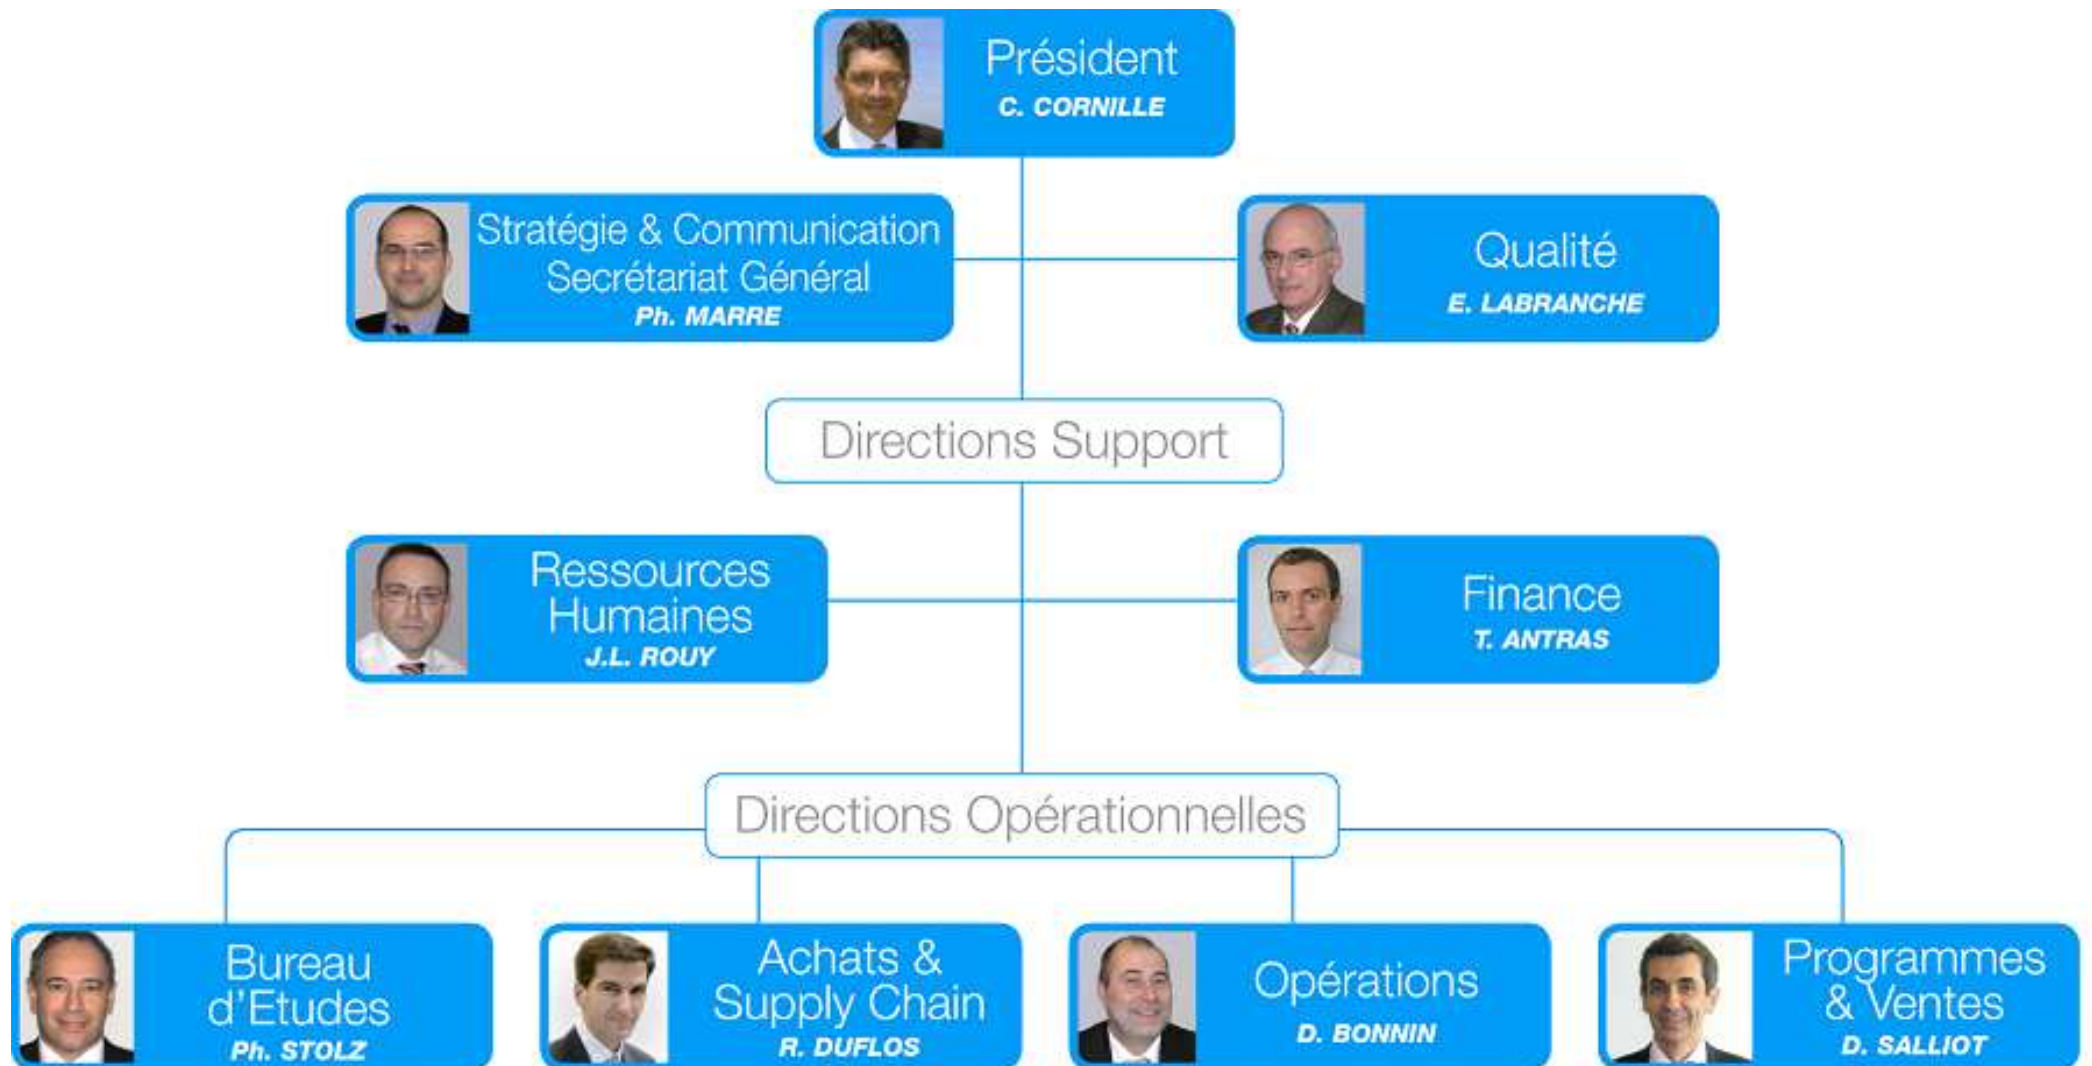 Président
C. CORNILLE
Stratégie & Communication
Secrétariat Général
Ph. MARRE
Qualité
E. LABRANCHE
Directions Support
Ressources
Humaines
J.L. ROUY
Finance
T. ANTRAS
Directions Opérationnelles
Bureau
d'Etudes
Ph. STOLZ
Achats &
Supply Chain
R. DUFLOS
Opérations
D. BONNIN
Programmes
& Ventes
D. SALLIOT